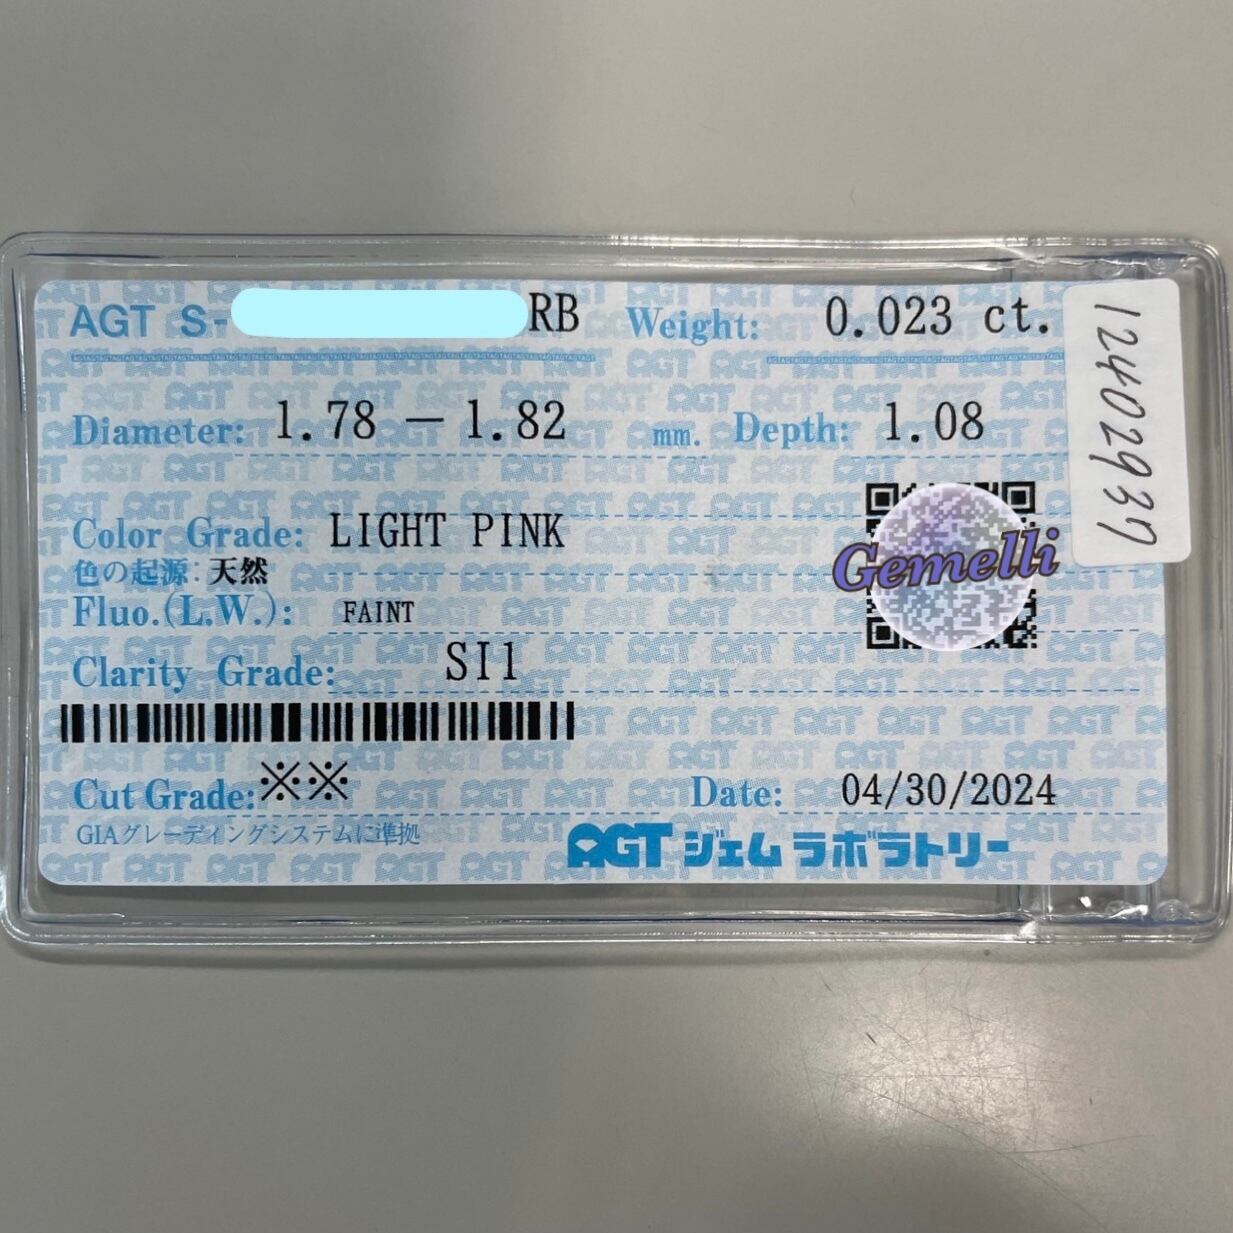 AGT S- RB Weight: 0.023 ct.
Diameter: 1.78 — 1.82 mm. Depth: 1.08
Color Grade: LIGHT PINK
色の起源: 天然
Fluo.(L.W.): FAINT
Clarity Grade: SI1
Cut Grade: ※※ Date: 04/30/2024
GIAグレーディングシステムに準拠
AGT ジェムラボラトリー
Gemelli
12402937